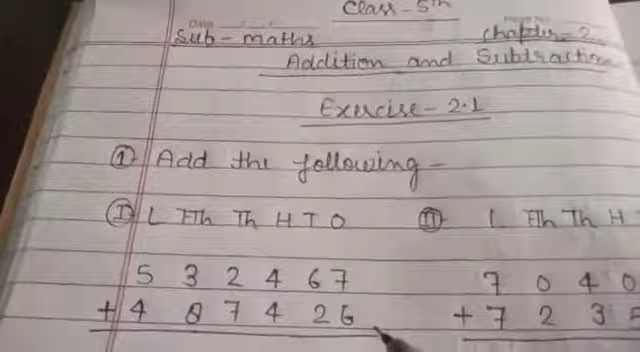 Class - 5th
Sub - maths Chapter - 2
Addition and Subtraction
Exercise - 2.1
① Add the following -
Ⓘ L TTh Th H T O Ⓘⓘ L TTh Th H
5 3 2 4 6 7 7 0 4 0
+ 4 8 7 4 2 6 + 7 2 3 5